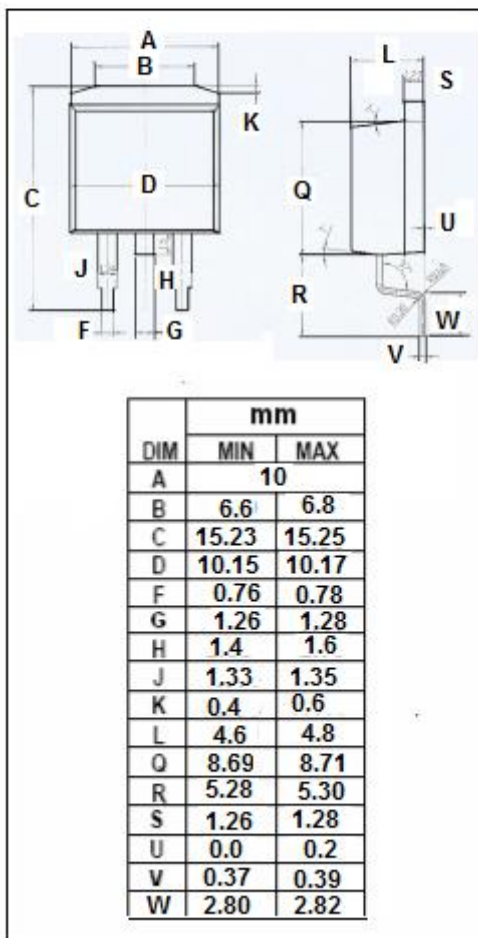 A
B
L
S
K
C
D
Q
U
J
H
R
W
F
G
V
mm
DIM MIN MAX
A 10
B 6.6 6.8
C 15.23 15.25
D 10.15 10.17
F 0.76 0.78
G 1.26 1.28
H 1.4 1.6
J 1.33 1.35
K 0.4 0.6
L 4.6 4.8
Q 8.69 8.71
R 5.28 5.30
S 1.26 1.28
U 0.0 0.2
V 0.37 0.39
W 2.80 2.82